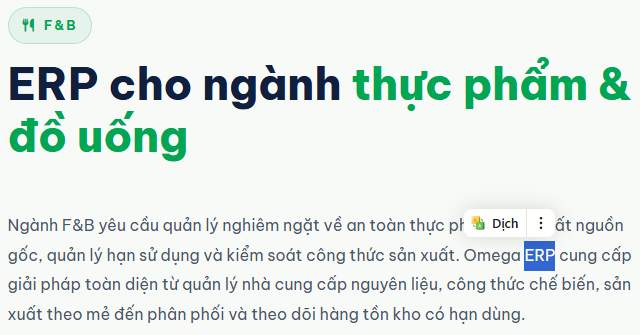 F&B
ERP cho ngành thực phẩm &
đồ uống
Dịch
Ngành F&B yêu cầu quản lý nghiêm ngặt về an toàn thực nguồn
gốc, quản lý hạn sử dụng và kiểm soát công thức sản xuất. Omega ERP cung cấp
giải pháp toàn diện từ quản lý nhà cung cấp nguyên liệu, công thức chế biến, sản
xuất theo mẻ đến phân phối và theo dõi hàng tồn kho có hạn dùng.